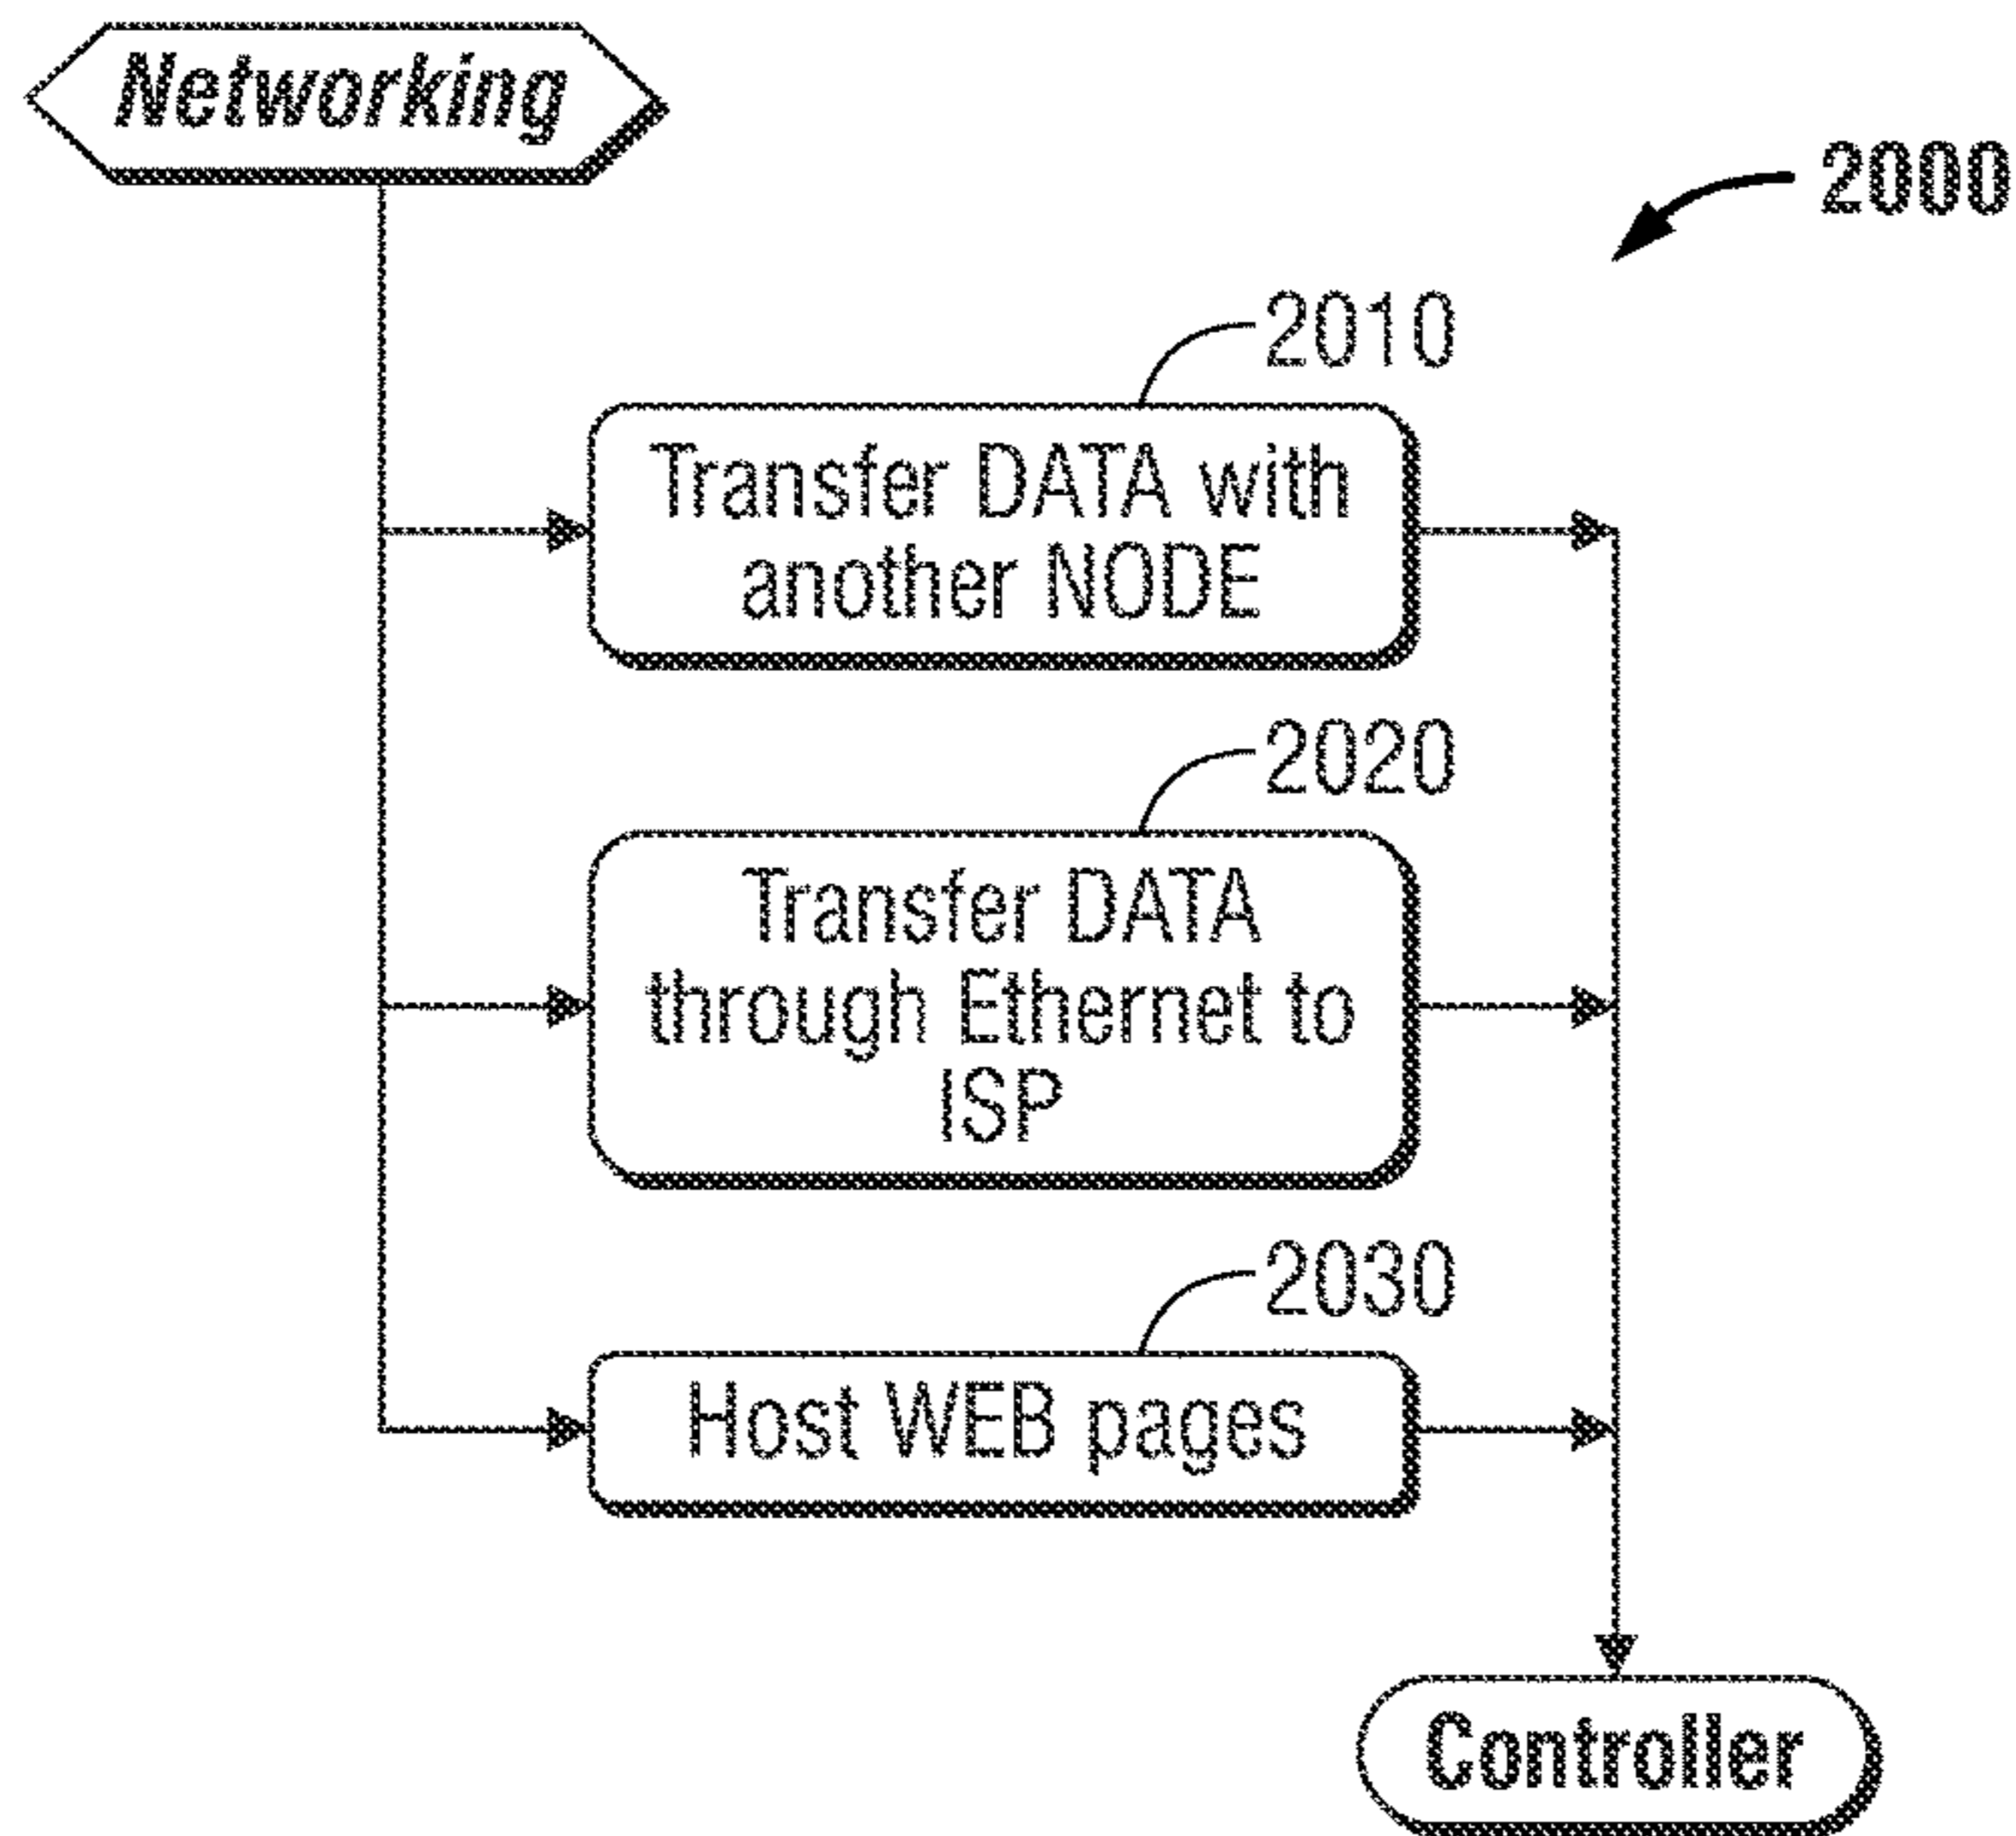 Networking
2000
2010
Transfer DATA with
another NODE
2020
Transfer DATA
through Ethernet to
ISP
2030
Host WEB pages
Controller